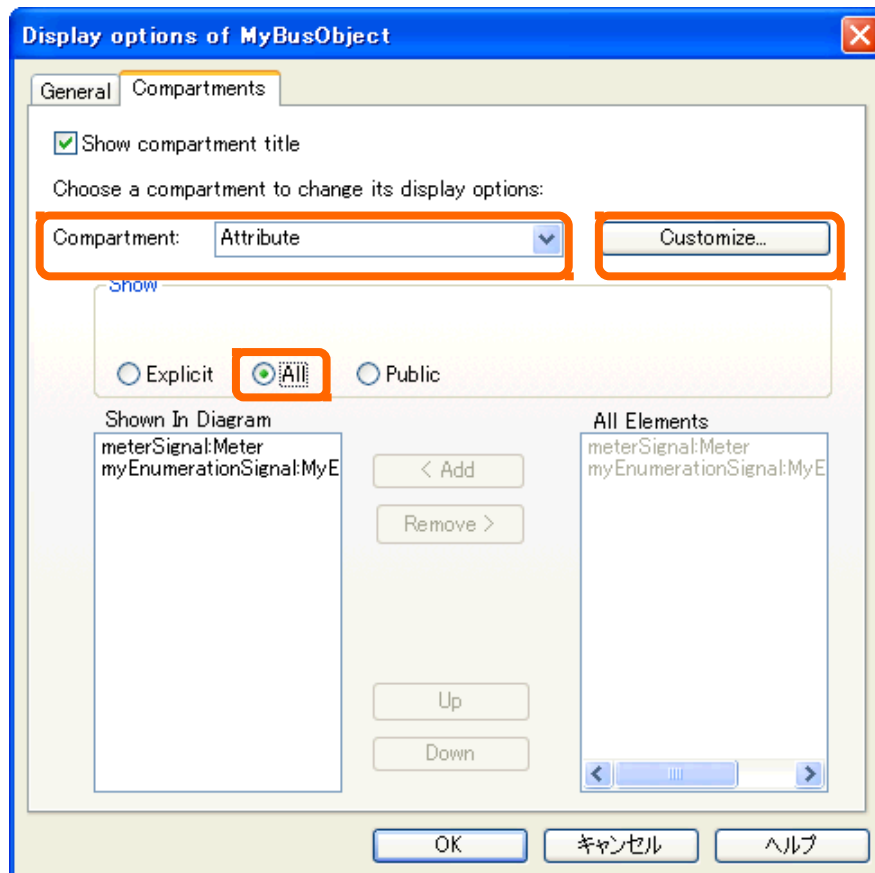 Display options of MyBusObject
General Compartments
Show compartment title
Choose a compartment to change its display options:
Compartment: Attribute Customize...
Show
Explicit All Public
Shown In Diagram All Elements
meterSignal:Meter meterSignal:Meter
myEnumerationSignal:MyE myEnumerationSignal:MyE
< Add
Remove >
Up
Down
OK キャンセル ヘルプ